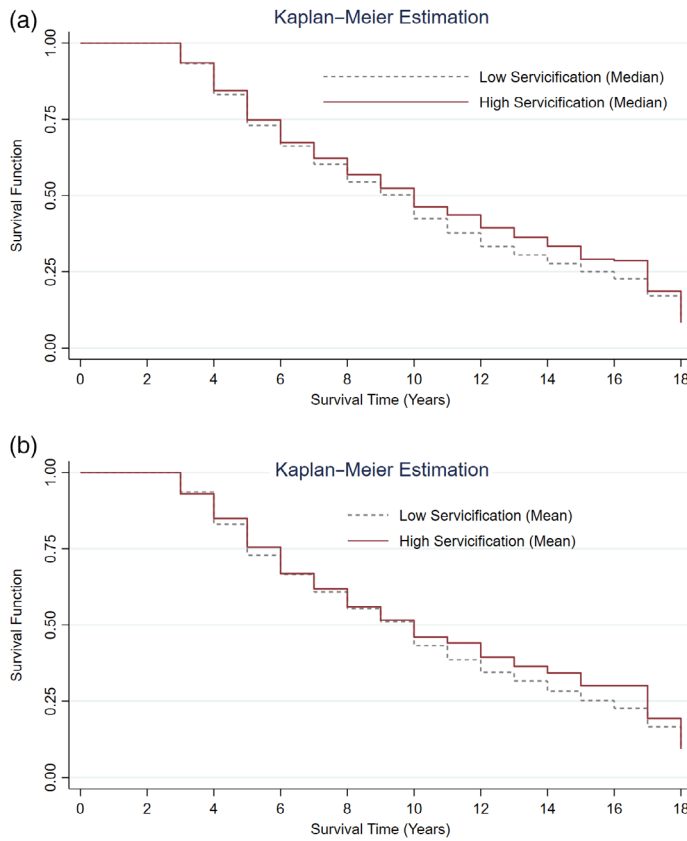 (a)
Kaplan–Meier Estimation
Low Servicification (Median)
High Servicification (Median)
Survival Function
1.00
0.75
0.50
0.25
0.00
0 2 4 6 8 10 12 14 16 18
Survival Time (Years)
(b)
Kaplan–Meier Estimation
Low Servicification (Mean)
High Servicification (Mean)
Survival Function
1.00
0.75
0.50
0.25
0.00
0 2 4 6 8 10 12 14 16 18
Survival Time (Years)